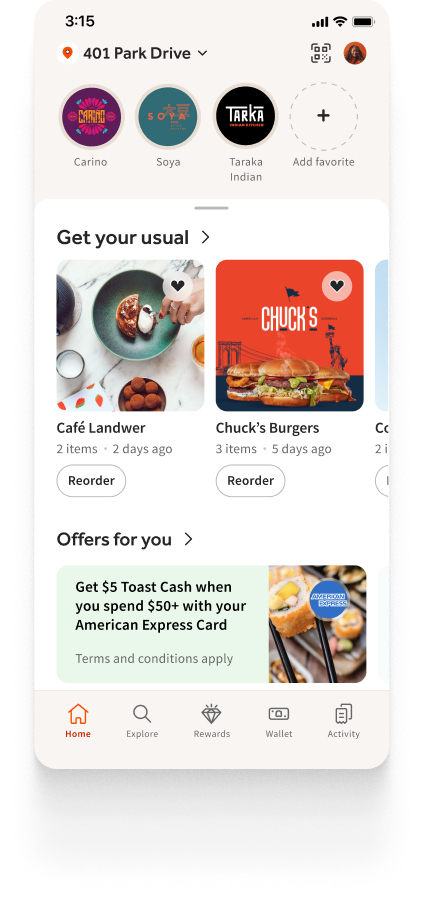 3:15
401 Park Drive
CARINO
SOYA
TARKA
INDIAN KITCHEN
Carino
Soya
Taraka
Indian
Add favorite
Get your usual
CHUCK'S
Café Landwer
Chuck’s Burgers
Co
2 items • 2 days ago
3 items • 5 days ago
2 i
Reorder
Reorder
Offers for you
Get $5 Toast Cash when
you spend $50+ with your
American Express Card
Terms and conditions apply
AMERICAN
EXPRESS
Home
Explore
Rewards
Wallet
Activity